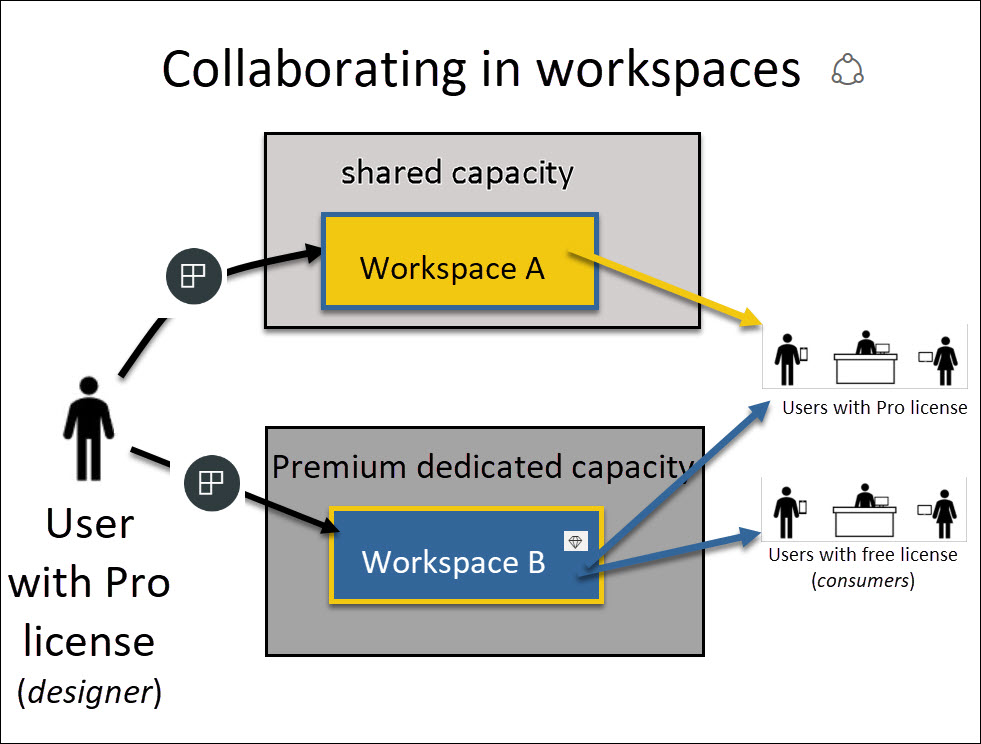 Collaborating in workspaces
shared capacity
Workspace A
Users with Pro license
Premium dedicated capacity
Workspace B
Users with free license
(consumers)
User
with Pro
license
(designer)